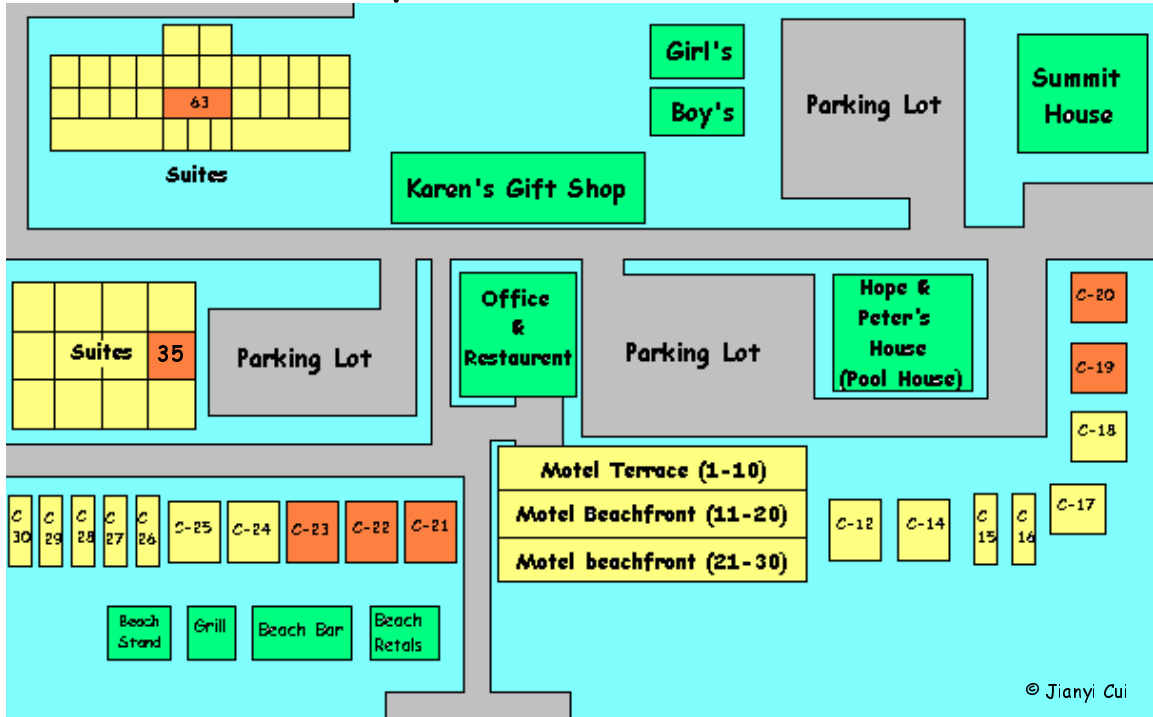 Girl's
Boy's
Parking Lot
Summit
House
63
Suites
Karen's Gift Shop
Office
&
Restaurent
Hope &
Peter's
House
(Pool House)
C-20
Suites 35
Parking Lot
Parking Lot
C-19
C-18
Motel Terrace (1-10)
Motel Beachfront (11-20)
Motel beachfront (21-30)
C
30
C
29
C
28
C
27
C
26
C-25
C-24
C-23
C-22
C-21
C-12
C-14
C
15
C
16
C-17
Beach
Stand
Grill
Beach Bar
Beach
Retals
© Jianyi Cui